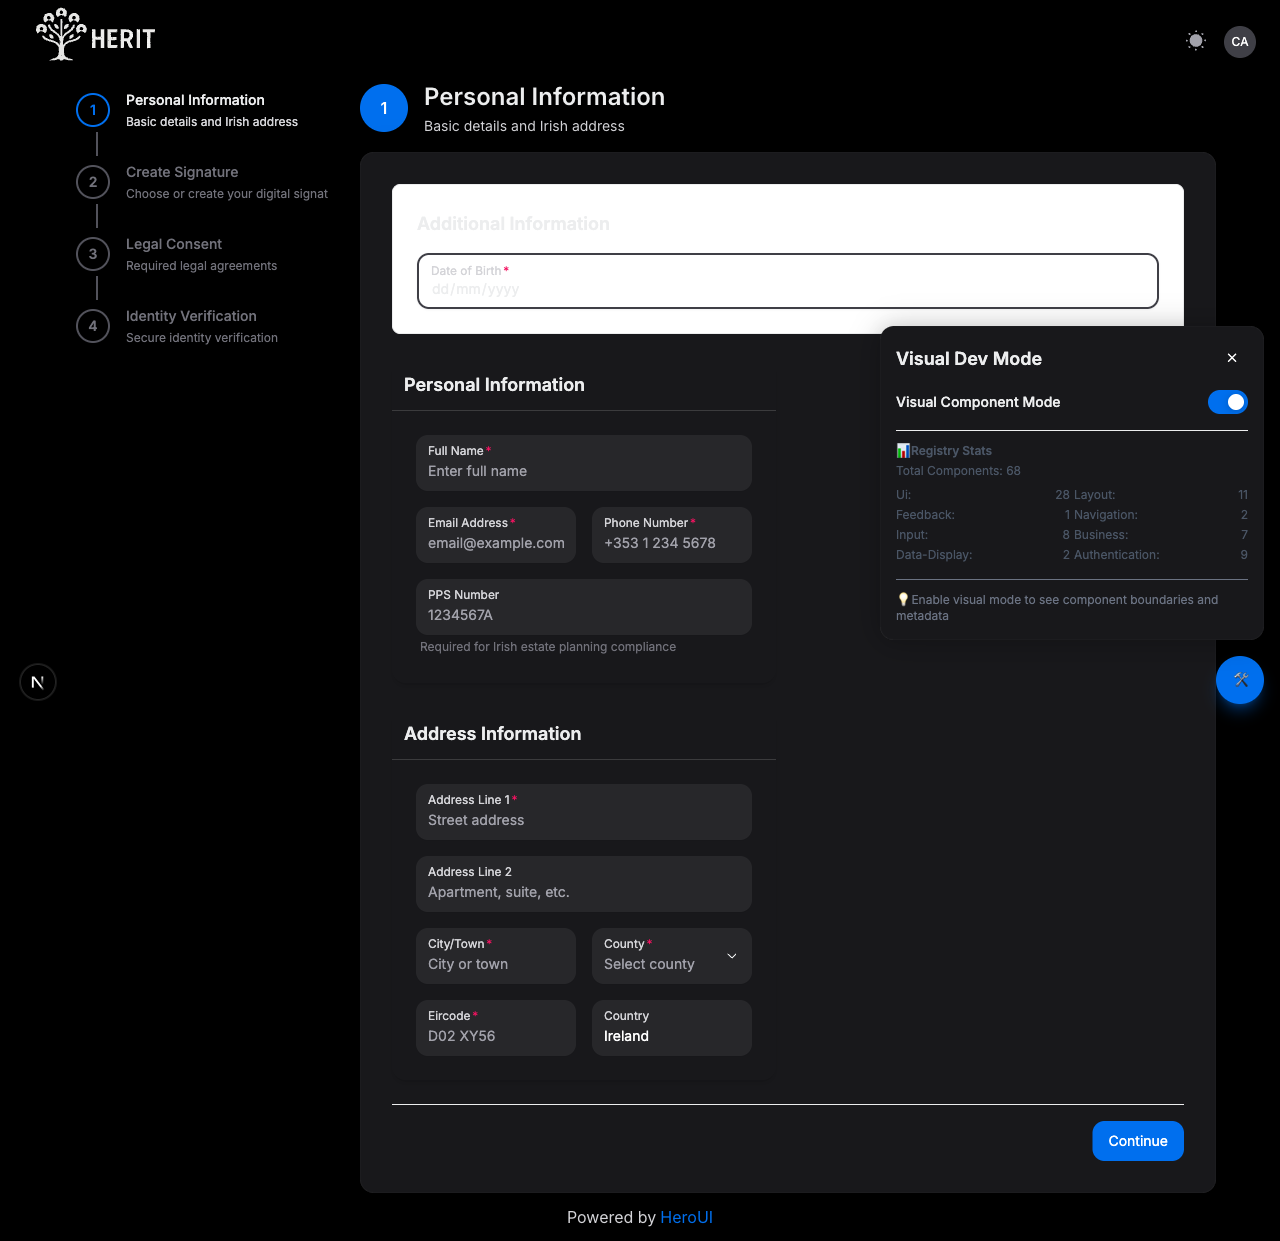 HERIT
CA
1
Personal Information
Basic details and Irish address
2
Create Signature
Choose or create your digital signat
3
Legal Consent
Required legal agreements
4
Identity Verification
Secure identity verification
1
Personal Information
Basic details and Irish address
Additional Information
Date of Birth*
dd/mm/yyyy
Personal Information
Full Name*
Enter full name
Email Address*
email@example.com
Phone Number*
+353 1 234 5678
PPS Number
1234567A
Required for Irish estate planning compliance
Address Information
Address Line 1*
Street address
Address Line 2
Apartment, suite, etc.
City/Town*
City or town
County*
Select county
Eircode*
D02 XY56
Country
Ireland
Continue
Visual Dev Mode
Visual Component Mode
📊Registry Stats
Total Components: 68
Ui: 28 Layout: 11
Feedback: 1 Navigation: 2
Input: 8 Business: 7
Data-Display: 2 Authentication: 9
💡Enable visual mode to see component boundaries and
metadata
N
Powered by HeroUI